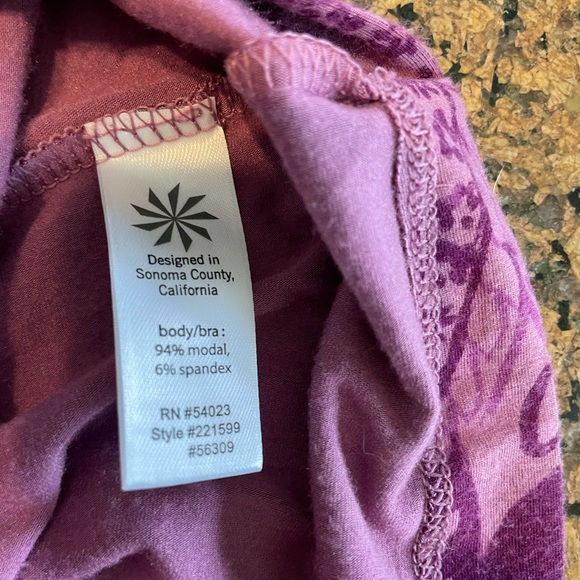 Designed in
Sonoma County,
California
body/bra:
94% modal,
6% spandex
RN #54023
Style #221599
#56309